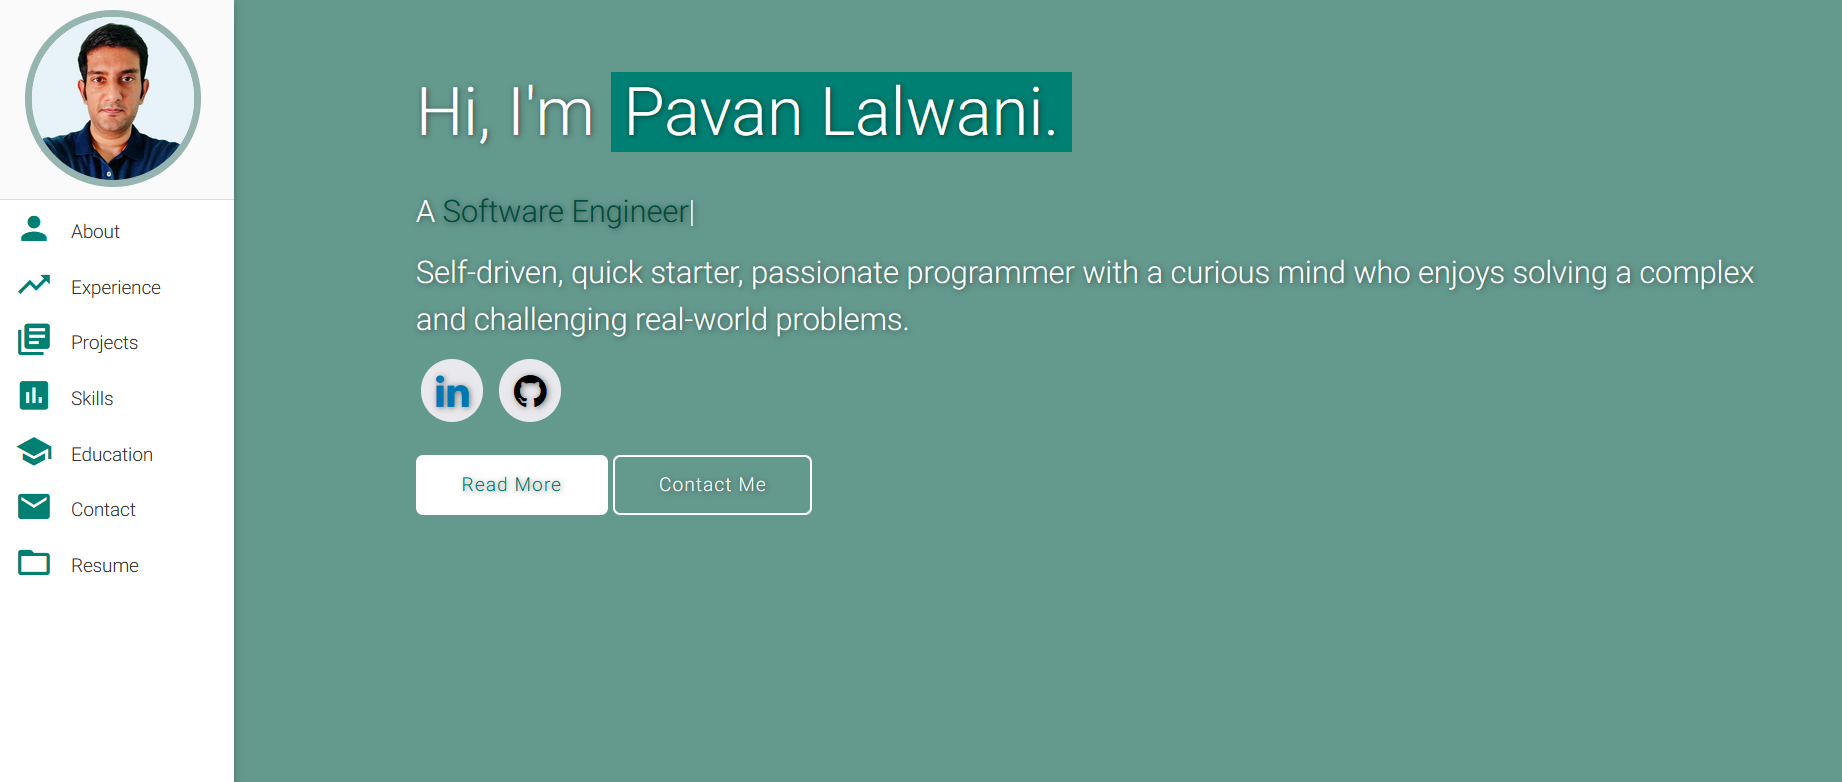 About
Experience
Projects
Skills
Education
Contact
Resume
Hi, I'm Pavan Lalwani.
A Software Engineer|
Self-driven, quick starter, passionate programmer with a curious mind who enjoys solving a complex
and challenging real-world problems.
in
Read More Contact Me